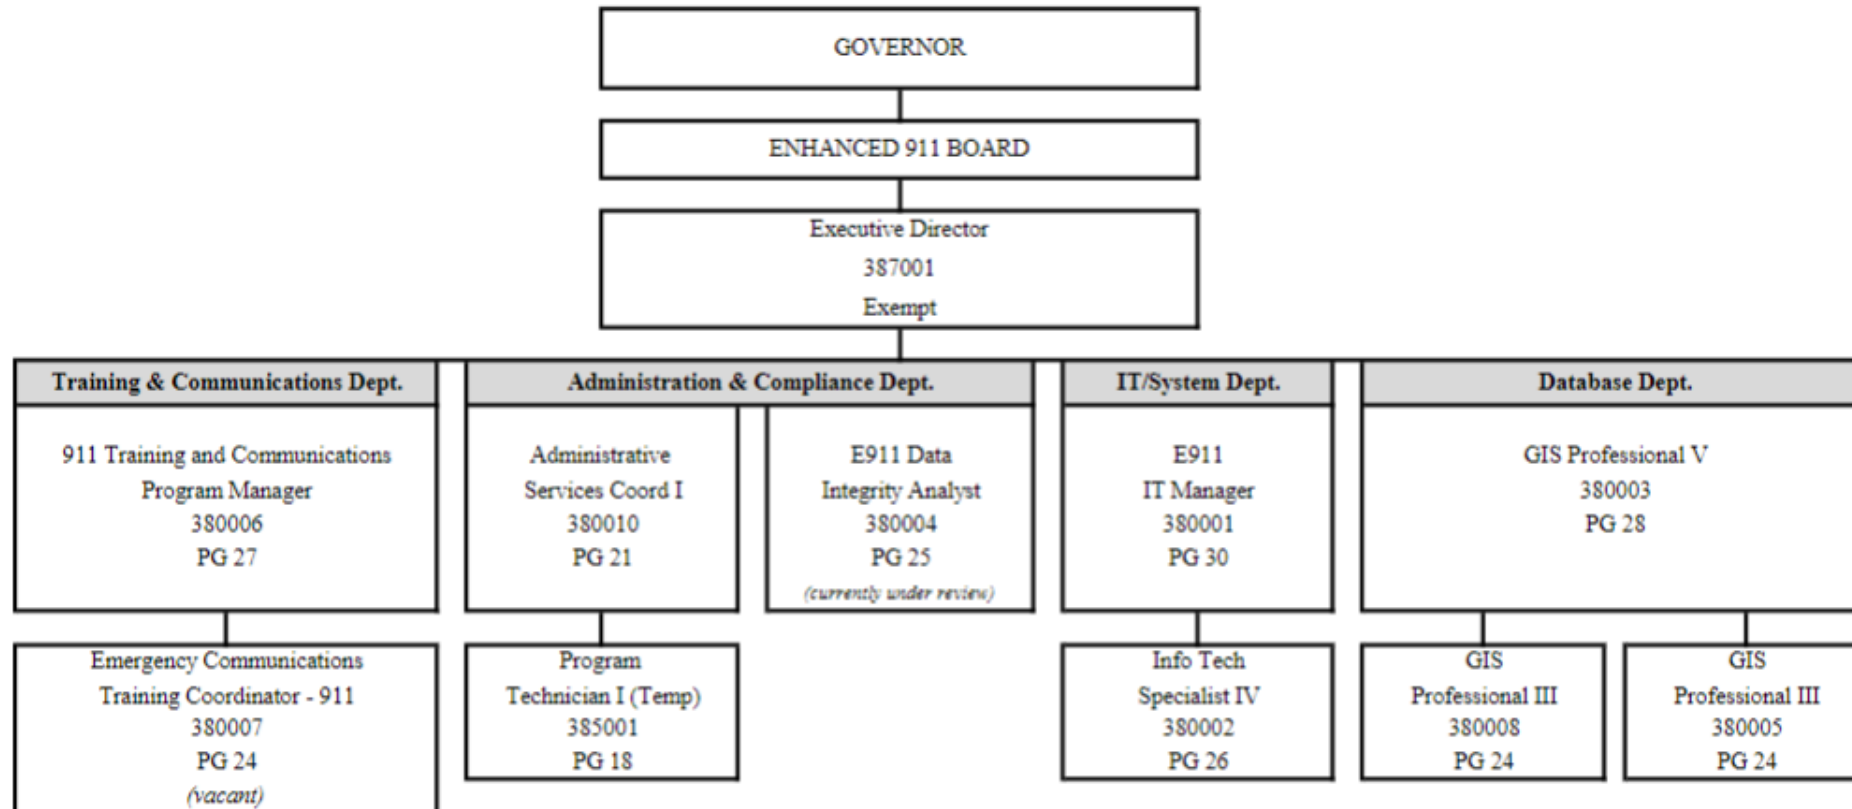 GOVERNOR
ENHANCED 911 BOARD
Executive Director
387001
Exempt
Training & Communications Dept.
911 Training and Communications
Program Manager
380006
PG 27
Emergency Communications
Training Coordinator - 911
380007
PG 24
(vacant)
Administration & Compliance Dept.
Administrative
Services Coord I
380010
PG 21
Program
Technician I (Temp)
385001
PG 18
E911 Data
Integrity Analyst
380004
PG 25
(currently under review)
IT/System Dept.
E911
IT Manager
380001
PG 30
Info Tech
Specialist IV
380002
PG 26
Database Dept.
GIS Professional V
380003
PG 28
GIS
Professional III
380008
PG 24
GIS
Professional III
380005
PG 24